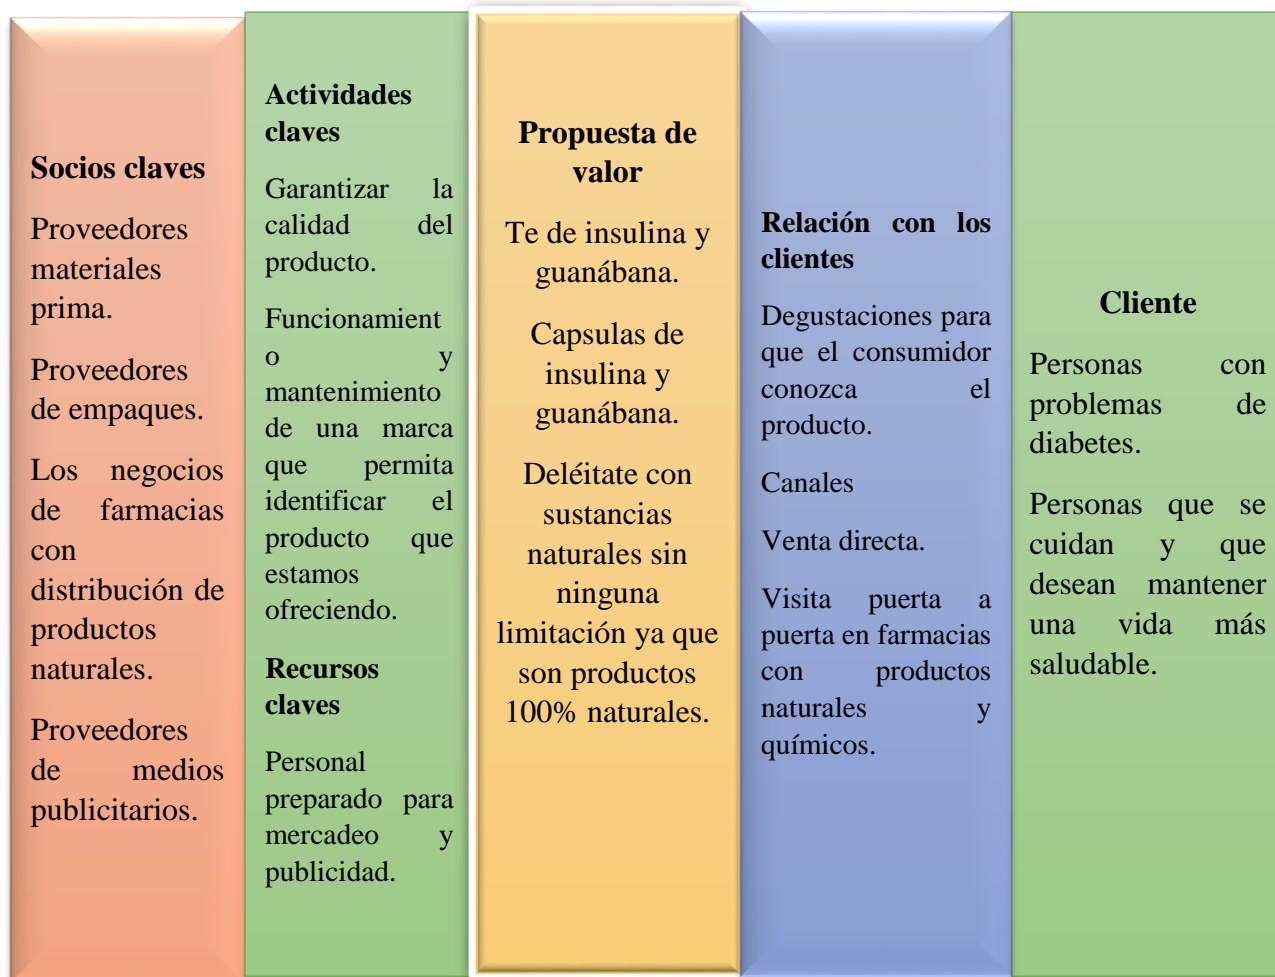 Socios claves
Proveedores
materiales
prima.
Proveedores
de empaques.
Los negocios
de farmacias
con
distribución de
productos
naturales.
Proveedores
de medios
publicitarios.
Actividades
claves
Garantizar la
calidad del
producto.
Funcionamient
o y
mantenimiento
de una marca
que permita
identificar el
producto que
estamos
ofreciendo.
Recursos
claves
Personal
preparado para
mercadeo y
publicidad.
Propuesta de
valor
Te de insulina y
guanábana.
Capsulas de
insulina y
guanábana.
Deléitate con
sustancias
naturales sin
ninguna
limitación ya que
son productos
100% naturales.
Relación con los
clientes
Degustaciones para
que el consumidor
conozca el
producto.
Canales
Venta directa.
Visita puerta a
puerta en farmacias
con productos
naturales y
químicos.
Cliente
Personas con
problemas de
diabetes.
Personas que se
cuidan y que
desean mantener
una vida más
saludable.